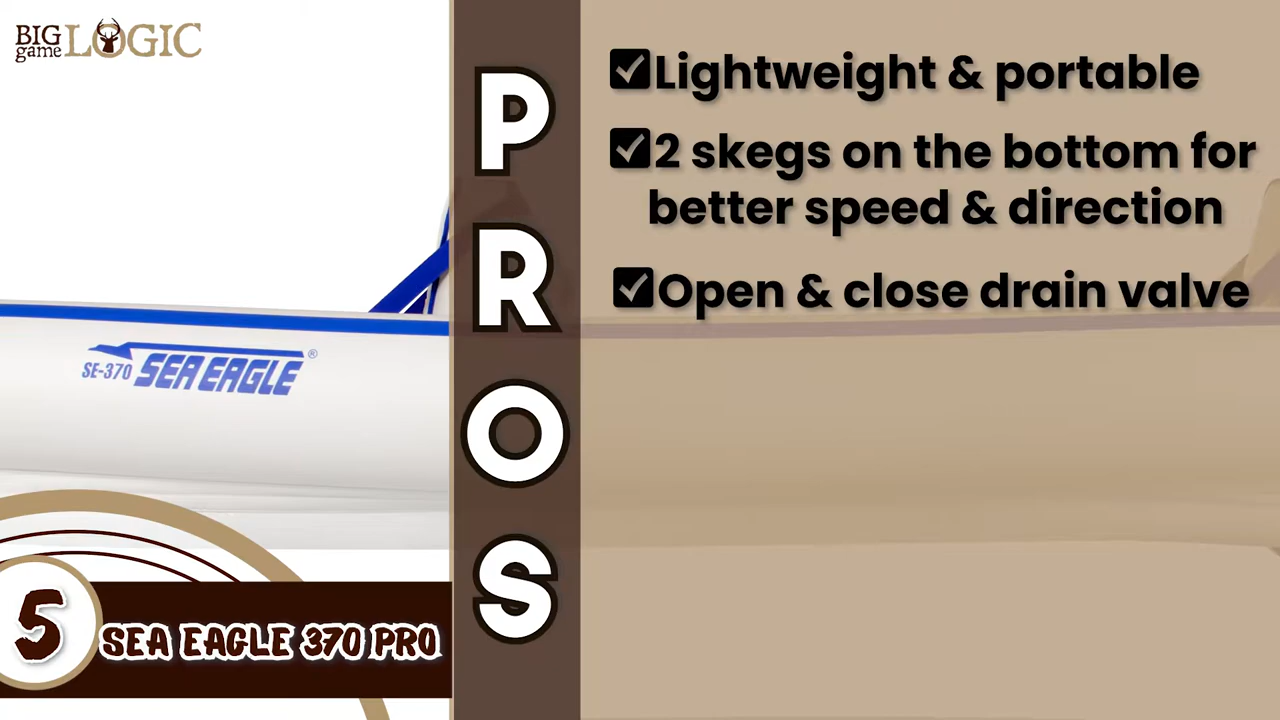 BIG game LOGIC
PROS
☑Lightweight & portable
☑2 skegs on the bottom for
better speed & direction
☑Open & close drain valve
SE-370 SEA EAGLE®
5 SEA EAGLE 370 PRO